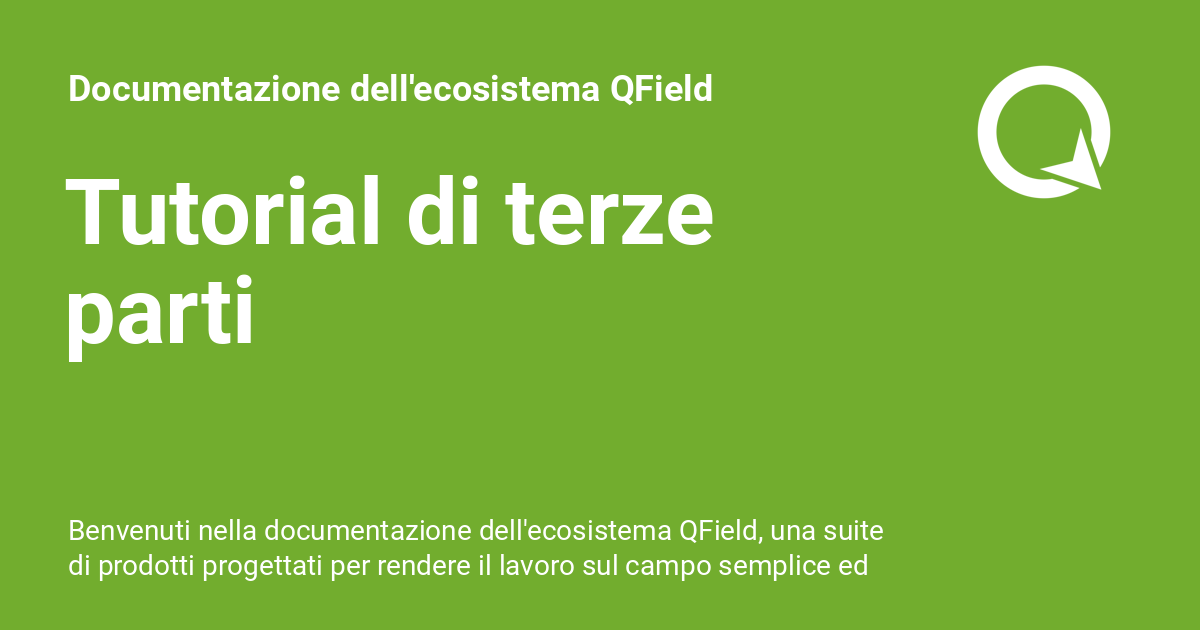 Documentazione dell'ecosistema QField
Tutorial di terze
parti
Benvenuti nella documentazione dell'ecosistema QField, una suite
di prodotti progettati per rendere il lavoro sul campo semplice ed